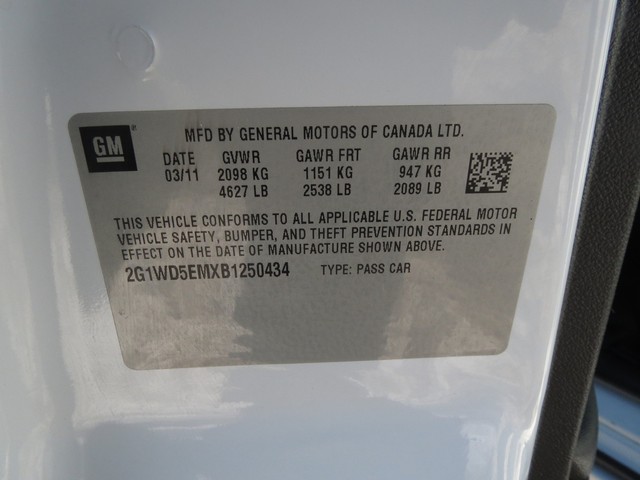 GM®
MFD BY GENERAL MOTORS OF CANADA LTD.
DATE GVWR GAWR FRT GAWR RR
03/11 2098 KG 1151 KG 947 KG
4627 LB 2538 LB 2089 LB
THIS VEHICLE CONFORMS TO ALL APPLICABLE U.S. FEDERAL MOTOR
VEHICLE SAFETY, BUMPER, AND THEFT PREVENTION STANDARDS IN
EFFECT ON THE DATE OF MANUFACTURE SHOWN ABOVE.
2G1WD5EMXB1250434 TYPE: PASS CAR